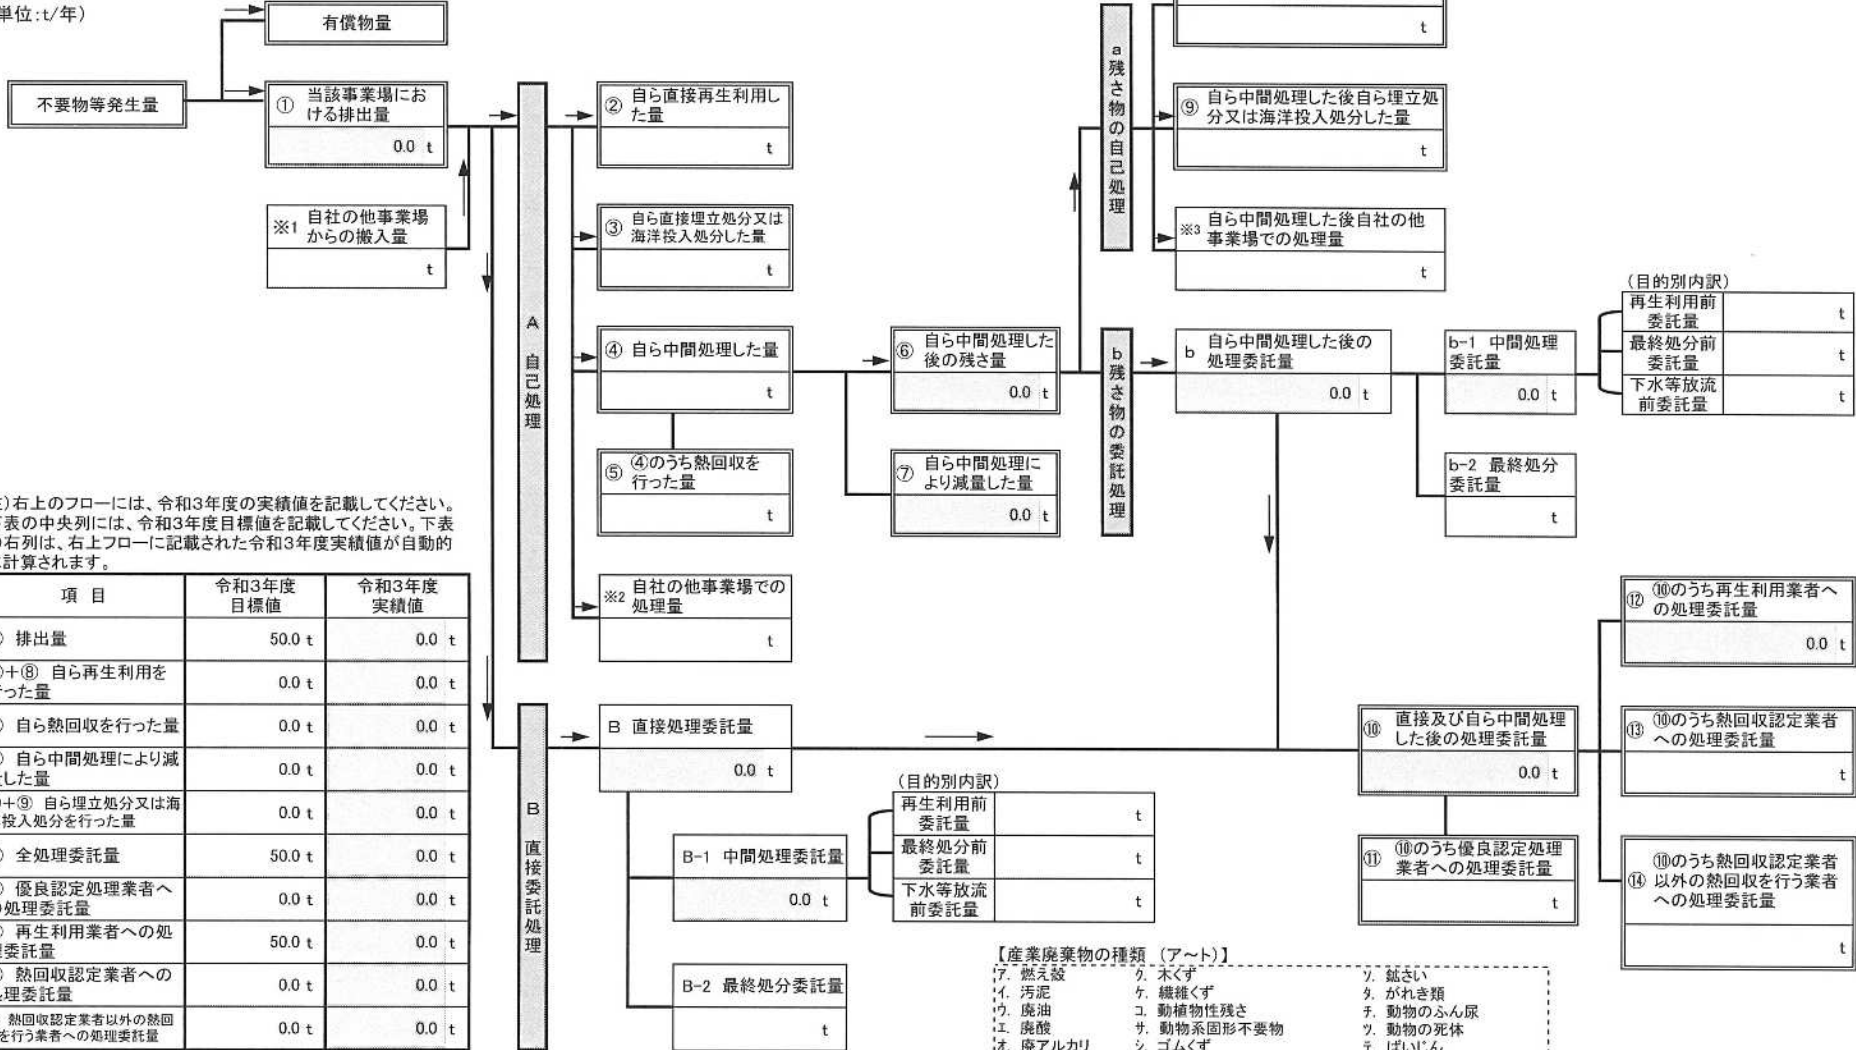 単位:t/年)
有償物量
不要物等発生量
① 当該事業場にお
ける排出量
0.0 t
※1 自社の他事業場
からの搬入量
t
A 自己処理
② 自ら直接再生利用し
た量
t
③ 自ら直接埋立処分又は
海洋投入処分した量
t
④ 自ら中間処理した量
t
⑤ ④のうち熱回収を
行った量
t
※2 自社の他事業場での
処理量
t
⑥ 自ら中間処理した
後の残さ量
0.0 t
⑦ 自ら中間処理に
より減量した量
0.0 t
a 残さ物の自己処理
t
⑨ 自ら中間処理した後自ら埋立処
分又は海洋投入処分した量
t
※3 自ら中間処理した後自社の他
事業場での処理量
t
b 残さ物の委託処理
b 自ら中間処理した後の
処理委託量
0.0 t
b-1 中間処理
委託量
0.0 t
(目的別内訳)
再生利用前
委託量
t
最終処分前
委託量
t
下水等放流
前委託量
t
b-2 最終処分
委託量
t
)右上のフローには、令和3年度の実績値を記載してください。
表の中央列には、令和3年度目標値を記載してください。下表
右列は、右上フローに記載された令和3年度実績値が自動的
計算されます。
項 目 令和3年度
目標値 令和3年度
実績値
) 排出量 50.0 t 0.0 t
)+⑧ 自ら再生利用を
った量 0.0 t 0.0 t
) 自ら熱回収を行った量 0.0 t 0.0 t
) 自ら中間処理により減
した量 0.0 t 0.0 t
+⑨ 自ら埋立処分又は海
投入処分を行った量 0.0 t 0.0 t
) 全処理委託量 50.0 t 0.0 t
) 優良認定処理業者へ
処理委託量 0.0 t 0.0 t
) 再生利用業者への処
委託量 50.0 t 0.0 t
) 熱回収認定業者への
理委託量 0.0 t 0.0 t
熱回収認定業者以外の熱回
を行う業者への処理委託量 0.0 t 0.0 t
B 直接委託処理
B 直接処理委託量
0.0 t
B-1 中間処理委託量
0.0 t
(目的別内訳)
再生利用前
委託量
t
最終処分前
委託量
t
下水等放流
前委託量
t
B-2 最終処分委託量
t
⑩ 直接及び自ら中間処理
した後の処理委託量
0.0 t
⑪ ⑩のうち優良認定処理
業者への処理委託量
t
⑫ ⑩のうち再生利用業者へ
の処理委託量
0.0 t
⑬ ⑩のうち熱回収認定業者
への処理委託量
t
⑭ ⑩のうち熱回収認定業者
以外の熱回収を行う業者
への処理委託量
t
【産業廃棄物の種類 (ア~ト)】
ア. 燃え殻 ク. 木くず ソ. 鉱さい
イ. 汚泥 ケ. 繊維くず タ. がれき類
ウ. 廃油 コ. 動植物性残さ チ. 動物のふん尿
エ. 廃酸 サ. 動物系固形不要物 ツ. 動物の死体
オ. 廃アルカリ シ. ゴムくず テ. ばいじん